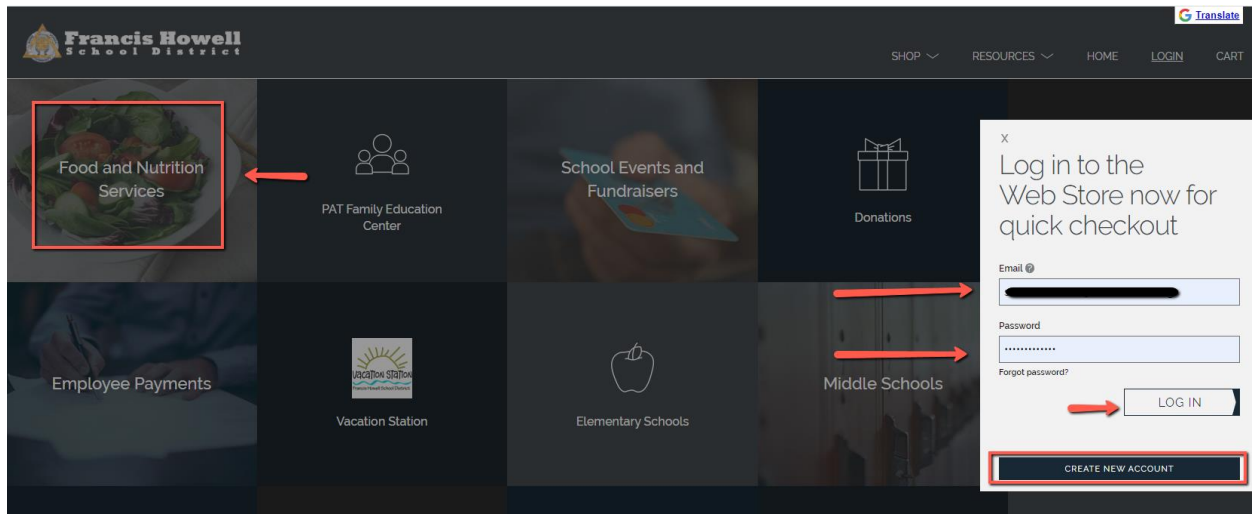 Translate
Francis Howell
School District
SHOP
RESOURCES
HOME
LOGIN
CART
Food and Nutrition
Services
PAT Family Education
Center
School Events and
Fundraisers
Donations
X
Log in to the
Web Store now for
quick checkout
Email ?
Password
.............
Forgot password?
LOG IN
CREATE NEW ACCOUNT
Employee Payments
VACATION STATION
Francis Howell School District
Vacation Station
Elementary Schools
Middle Schools